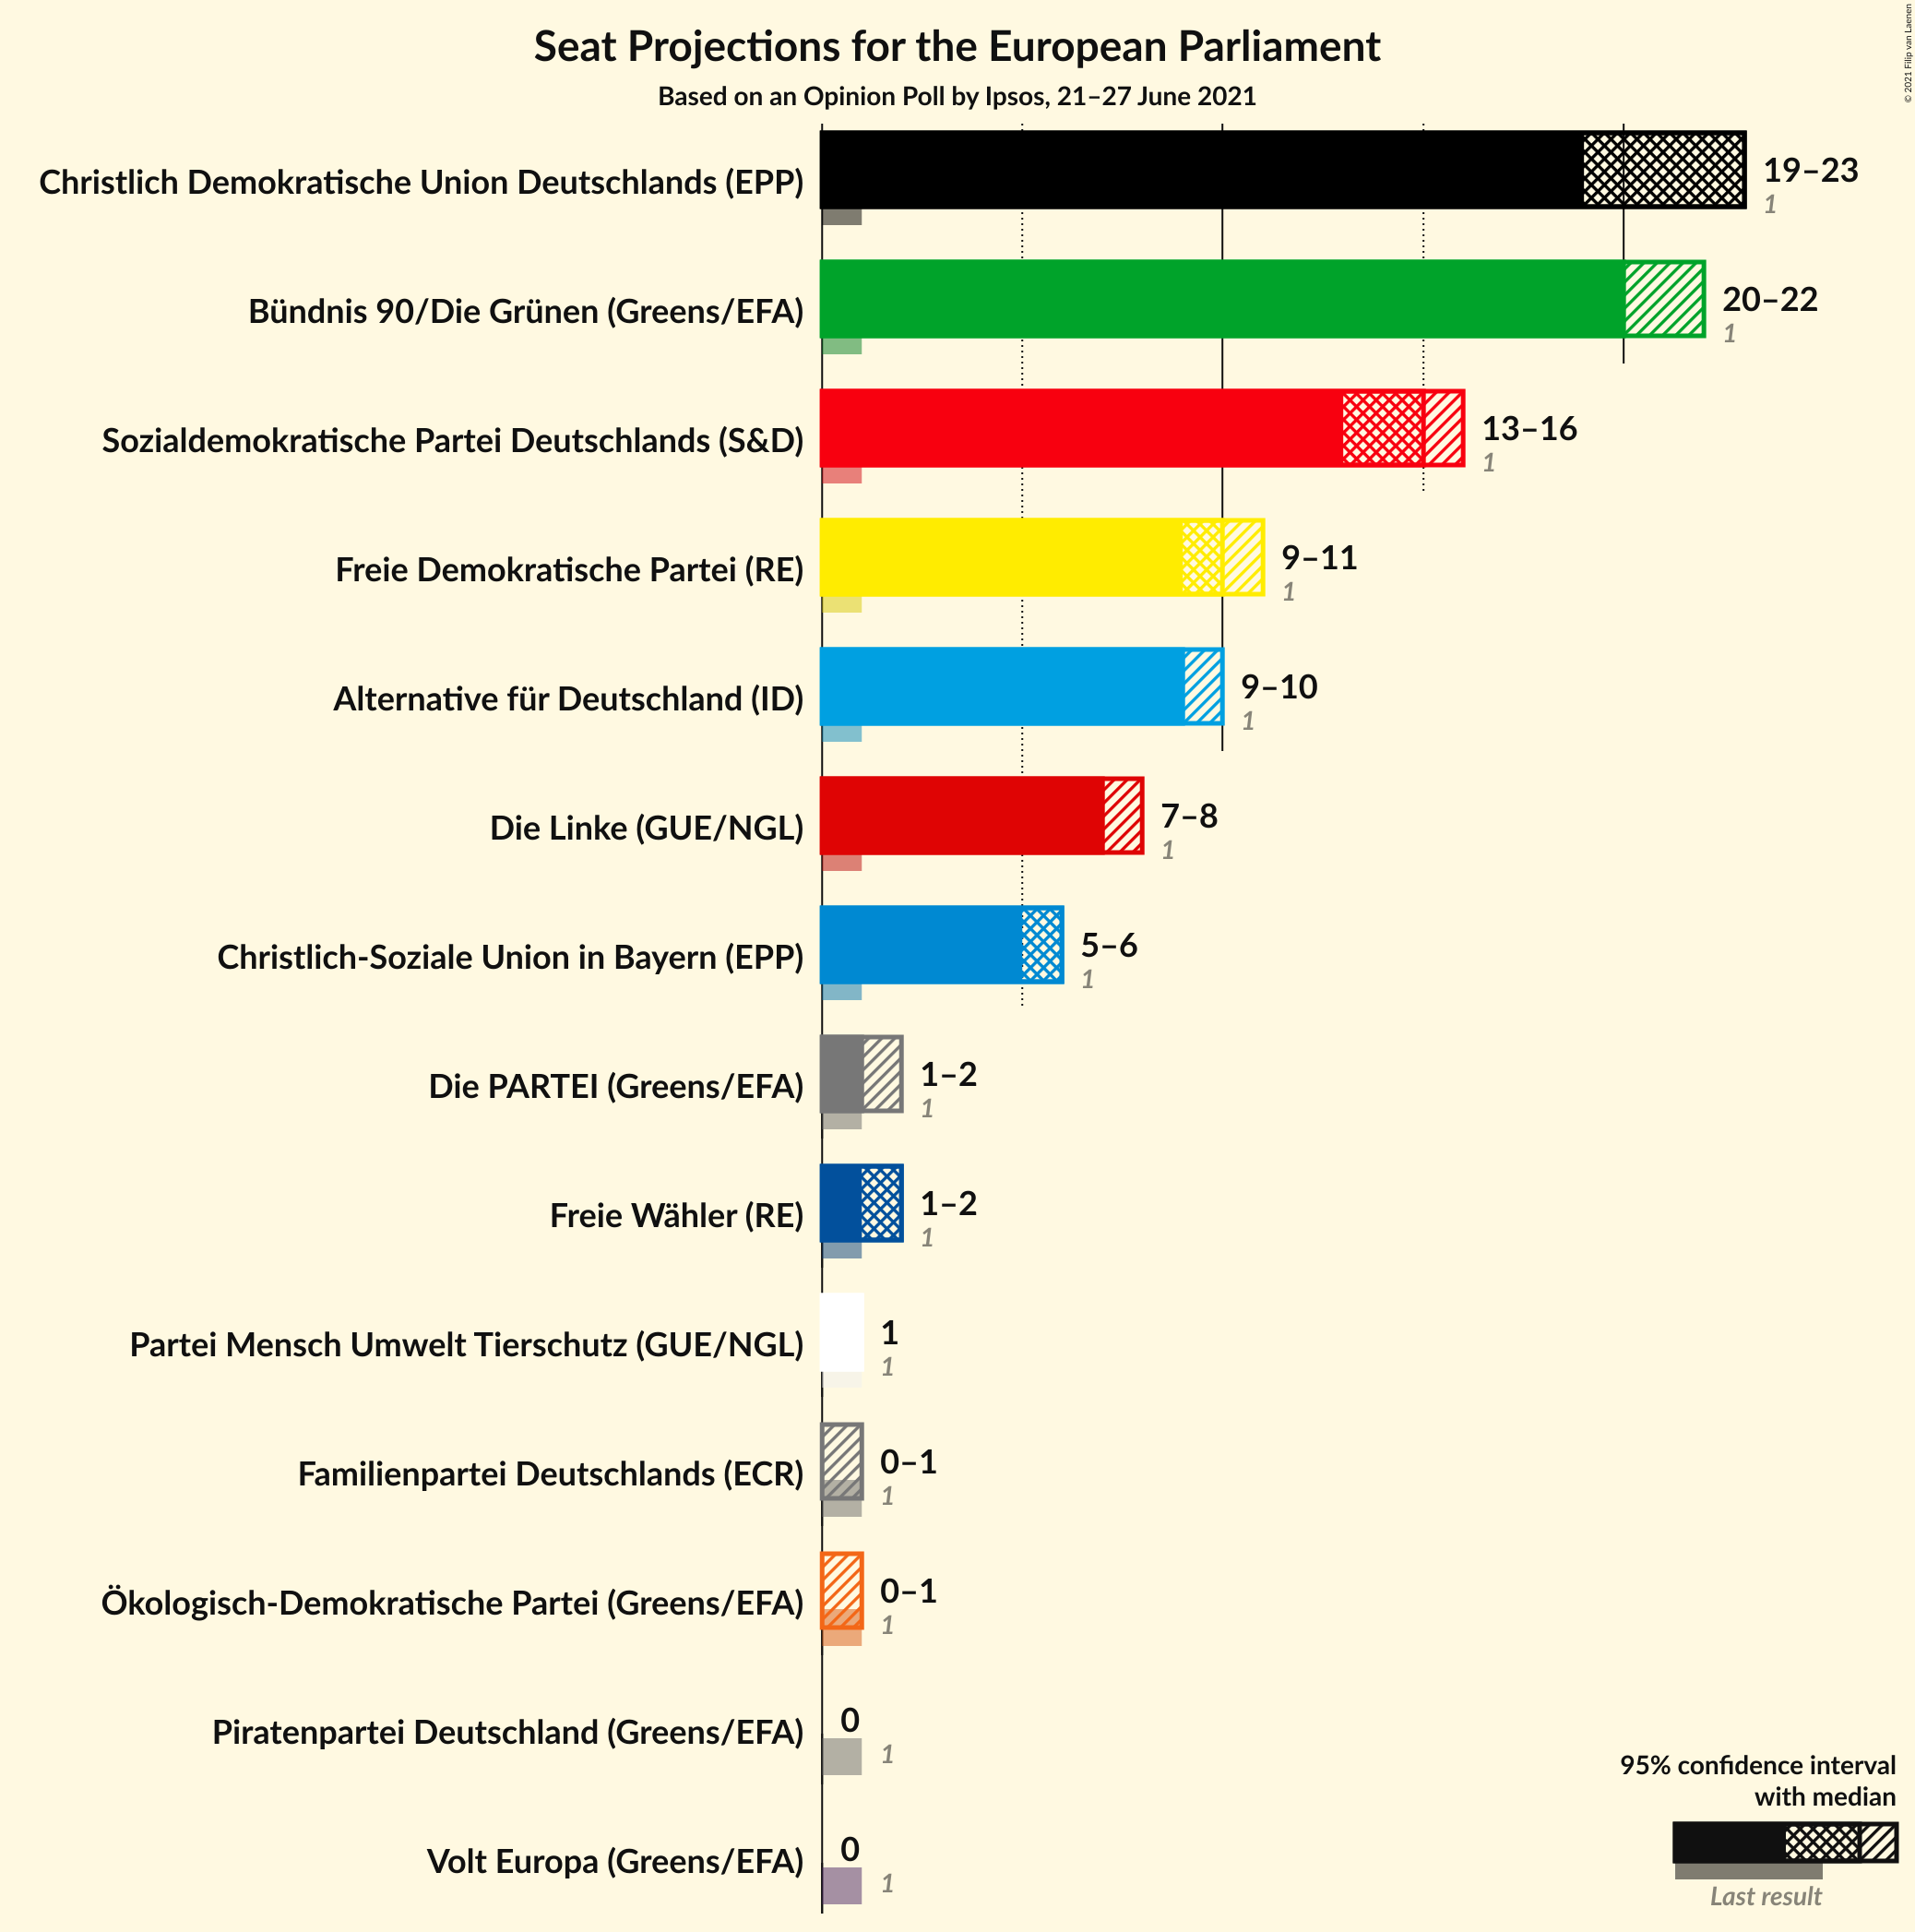 Seat Projections for the European Parliament
Based on an Opinion Poll by Ipsos, 21–27 June 2021
© 2021 Filip van Laenen
Christlich Demokratische Union Deutschlands (EPP)
19–23
1
Bündnis 90/Die Grünen (Greens/EFA)
20–22
1
Sozialdemokratische Partei Deutschlands (S&D)
13–16
1
Freie Demokratische Partei (RE)
9–11
1
Alternative für Deutschland (ID)
9–10
1
Die Linke (GUE/NGL)
7–8
1
Christlich-Soziale Union in Bayern (EPP)
5–6
1
Die PARTEI (Greens/EFA)
1–2
1
Freie Wähler (RE)
1–2
1
Partei Mensch Umwelt Tierschutz (GUE/NGL)
1
1
Familienpartei Deutschlands (ECR)
0–1
1
Ökologisch-Demokratische Partei (Greens/EFA)
0–1
1
Piratenpartei Deutschland (Greens/EFA)
0
1
Volt Europa (Greens/EFA)
0
1
95% confidence interval
with median
Last result